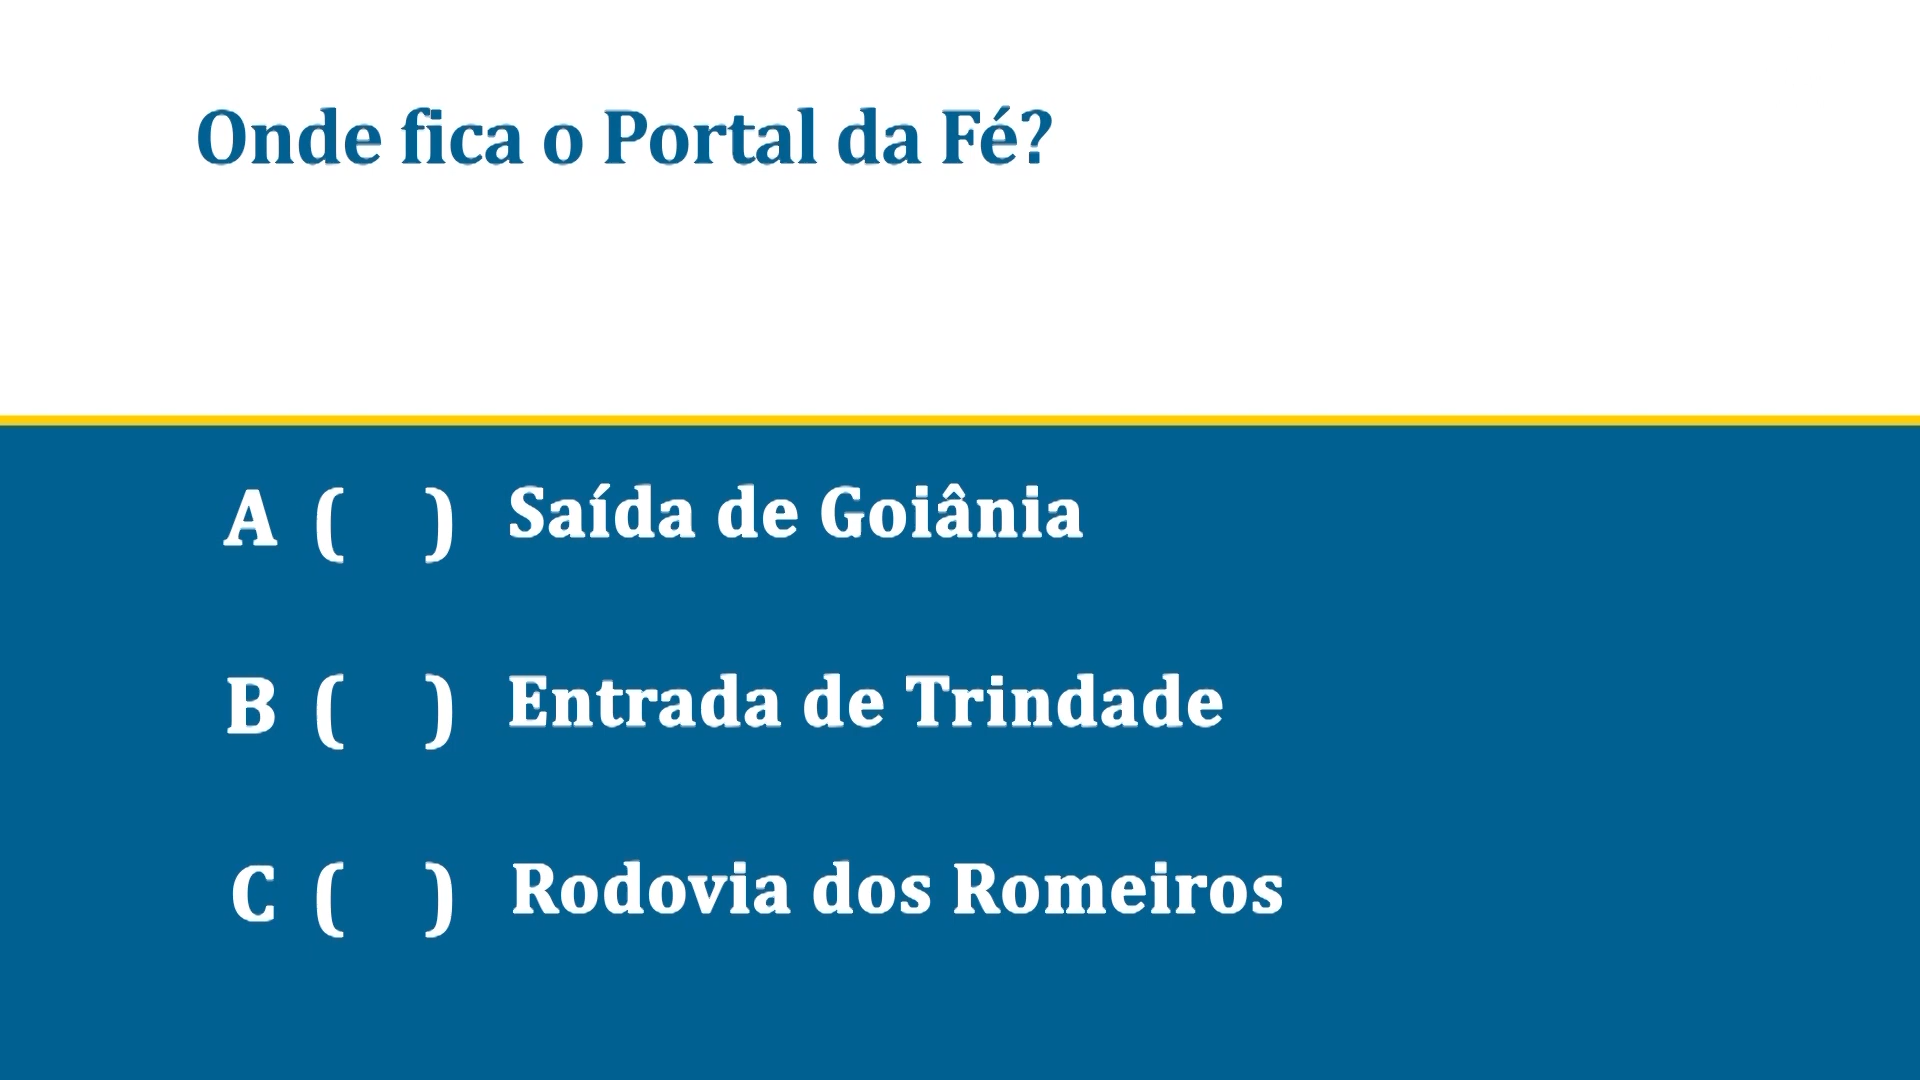 Onde fica o Portal da Fé?
A ( ) Saída de Goiânia
B ( ) Entrada de Trindade
C ( ) Rodovia dos Romeiros